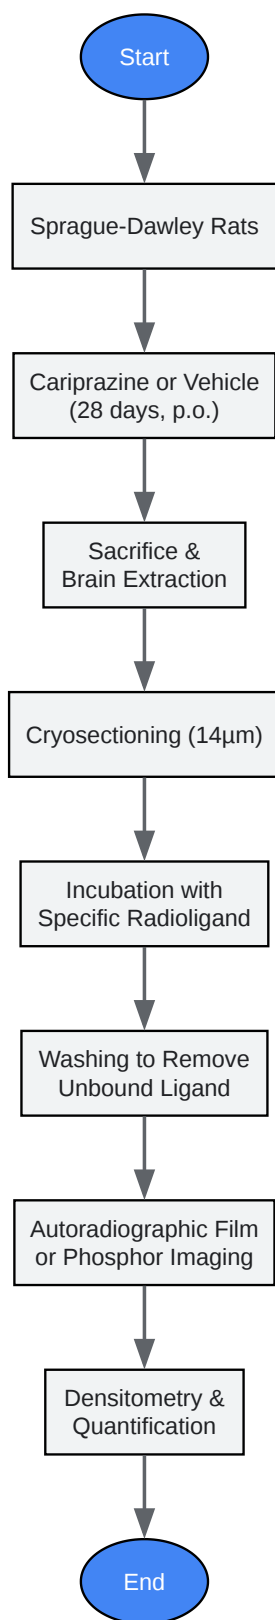 Start
Sprague-Dawley Rats
Cariprazine or Vehicle
(28 days, p.o.)
Sacrifice &
Brain Extraction
Cryosectioning (14µm)
Incubation with
Specific Radioligand
Washing to Remove
Unbound Ligand
Autoradiographic Film
or Phosphor Imaging
Densitometry &
Quantification
End